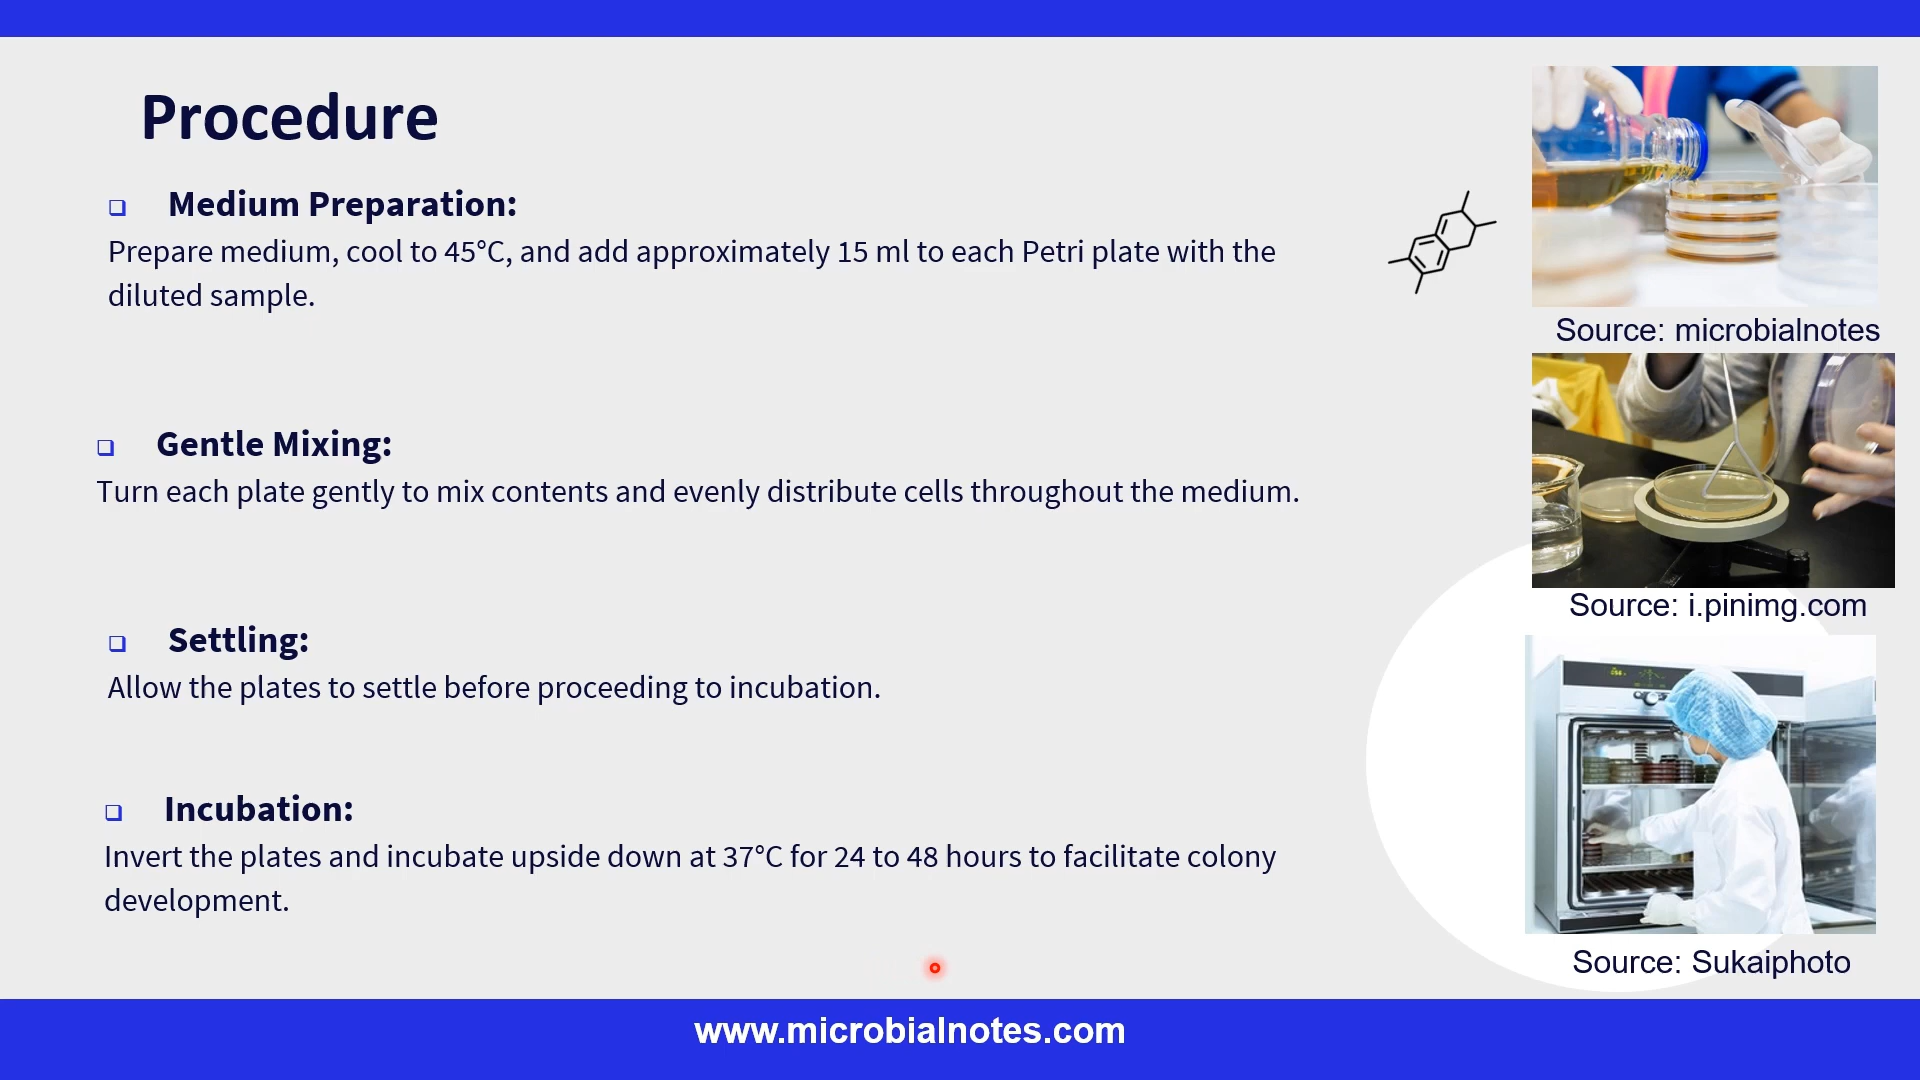 Procedure
Medium Preparation:
Prepare medium, cool to 45°C, and add approximately 15 ml to each Petri plate with the
diluted sample.
Gentle Mixing:
Turn each plate gently to mix contents and evenly distribute cells throughout the medium.
Settling:
Allow the plates to settle before proceeding to incubation.
Incubation:
Invert the plates and incubate upside down at 37°C for 24 to 48 hours to facilitate colony
development.
Source: microbialnotes
Source: i.pinimg.com
Source: Sukaiphoto
www.microbialnotes.com